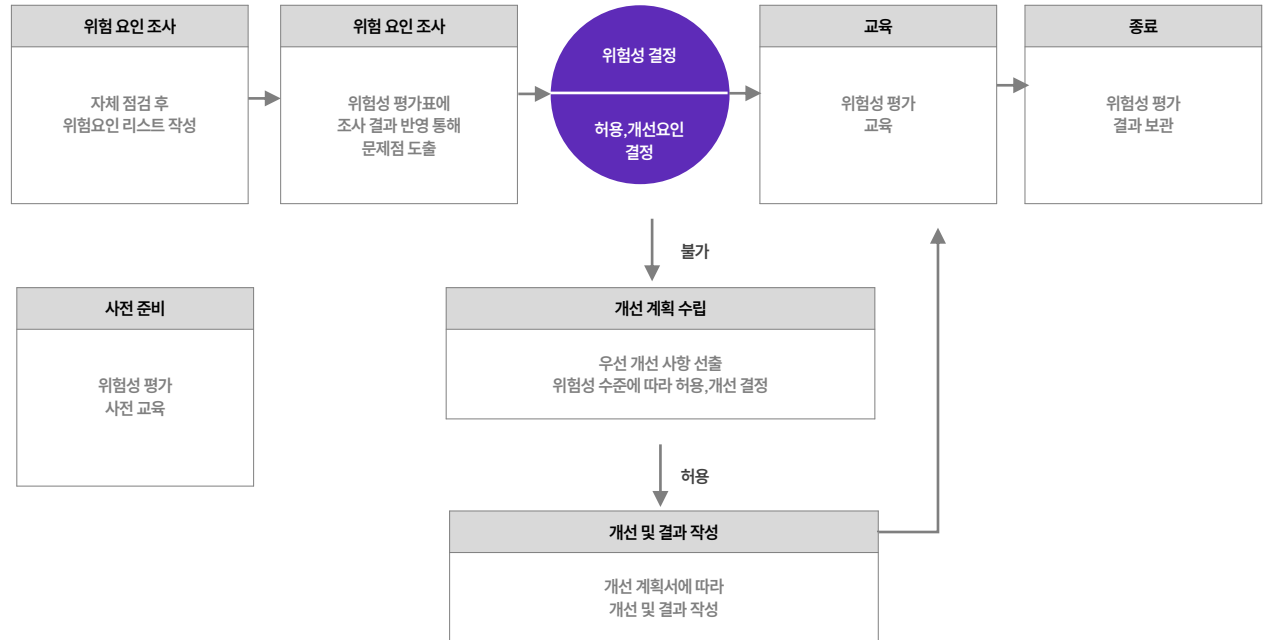 위험 요인 조사
자체 점검 후
위험요인 리스트 작성
위험 요인 조사
위험성 평가표에
조사 결과 반영 통해
문제점 도출
위험성 결정
허용,개선요인
결정
교육
위험성 평가
교육
종료
위험성 평가
결과 보관
불가
사전 준비
위험성 평가
사전 교육
개선 계획 수립
우선 개선 사항 선출
위험성 수준에 따라 허용,개선 결정
허용
개선 및 결과 작성
개선 계획서에 따라
개선 및 결과 작성